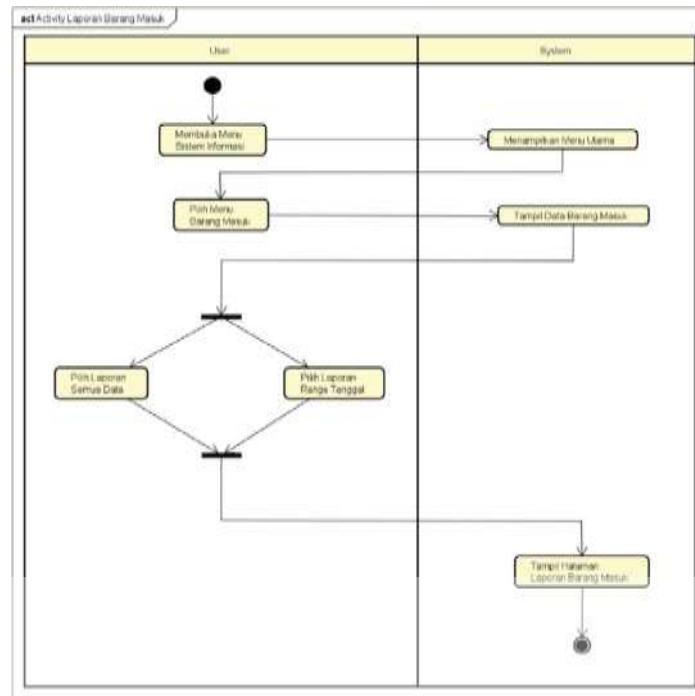 act Activity Laporan Barang Masuk
User
System
Membuka Menu
Sistem Informasi
Menampilkan Menu Utama
Pilih Menu
Barang Masuk
Tampil Data Barang Masuk
Pilih Laporan
Semua Data
Pilih Laporan
Range Tanggal
Tampil Halaman
Laporan Barang Masuk